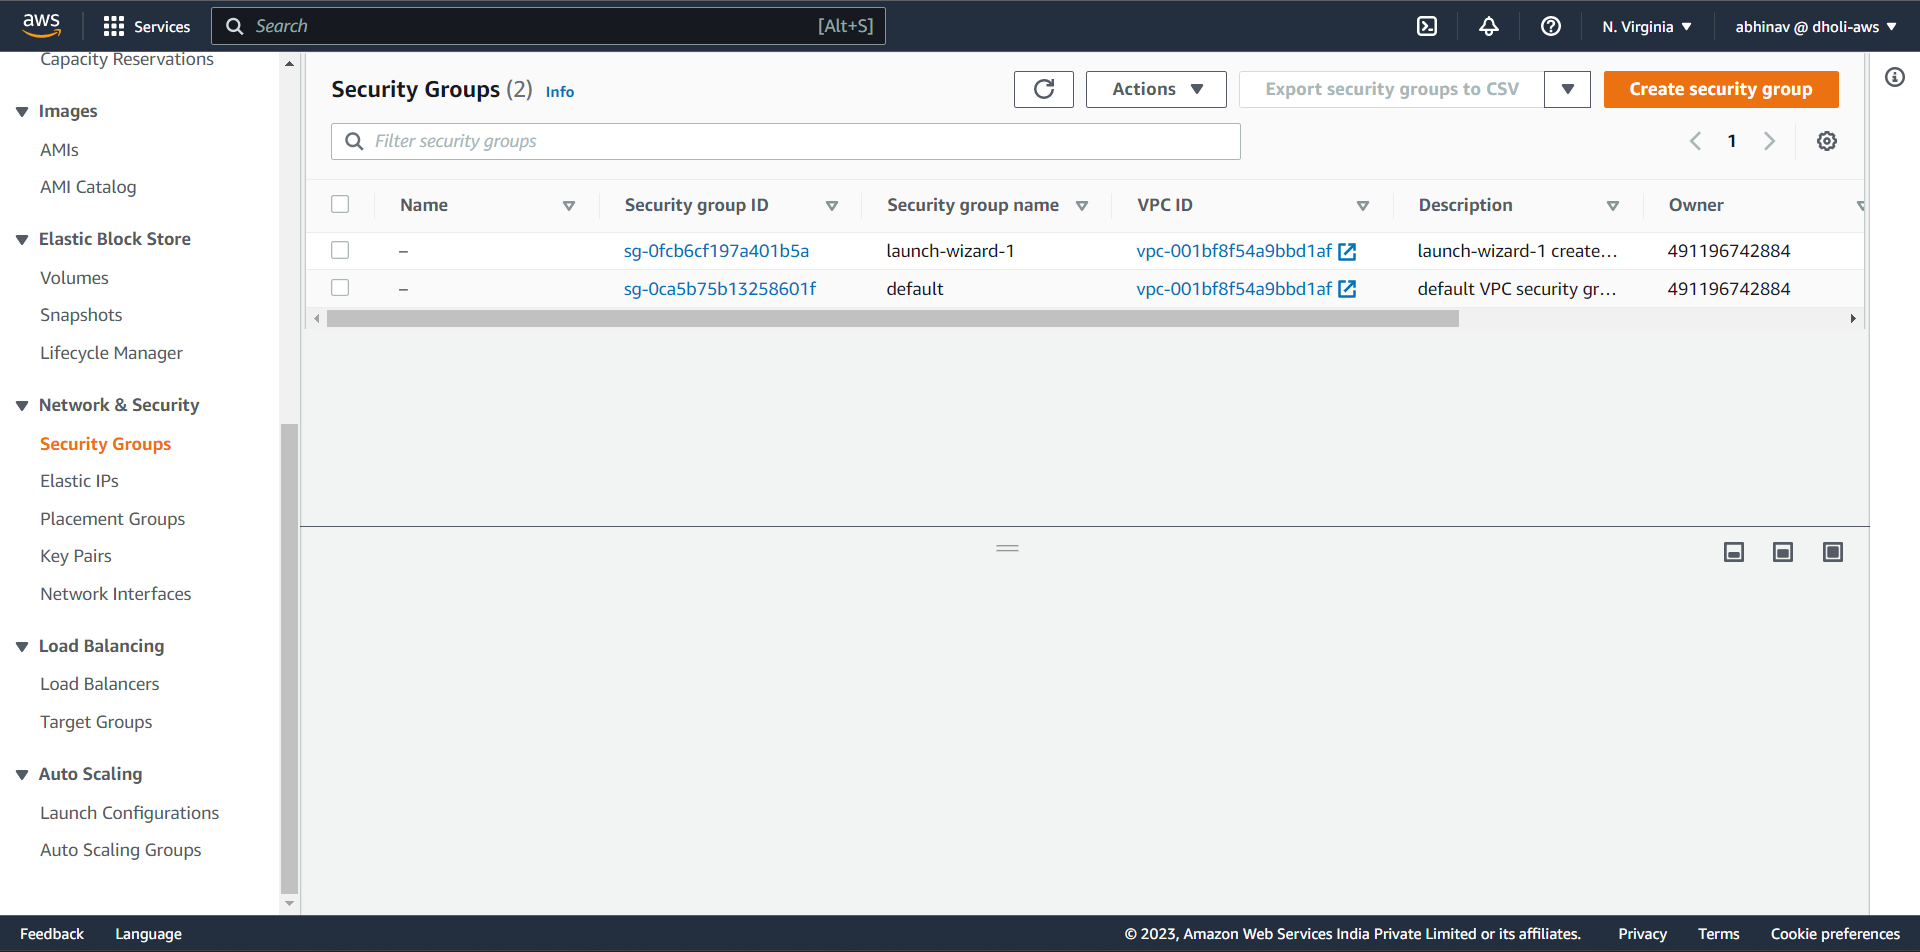 aws Services Search [Alt+S] N. Virginia abhinav @ dholi-aws
Capacity Reservations
Images
AMIs
AMI Catalog
Elastic Block Store
Volumes
Snapshots
Lifecycle Manager
Network & Security
Security Groups
Elastic IPs
Placement Groups
Key Pairs
Network Interfaces
Load Balancing
Load Balancers
Target Groups
Auto Scaling
Launch Configurations
Auto Scaling Groups
Security Groups (2) Info Actions Export security groups to CSV Create security group
Filter security groups 1
Name Security group ID Security group name VPC ID Description Owner
– sg-0fcb6cf197a401b5a launch-wizard-1 vpc-001bf8f54a9bbd1af launch-wizard-1 create... 491196742884
– sg-0ca5b75b13258601f default vpc-001bf8f54a9bbd1af default VPC security gr... 491196742884
Feedback Language © 2023, Amazon Web Services India Private Limited or its affiliates. Privacy Terms Cookie preferences